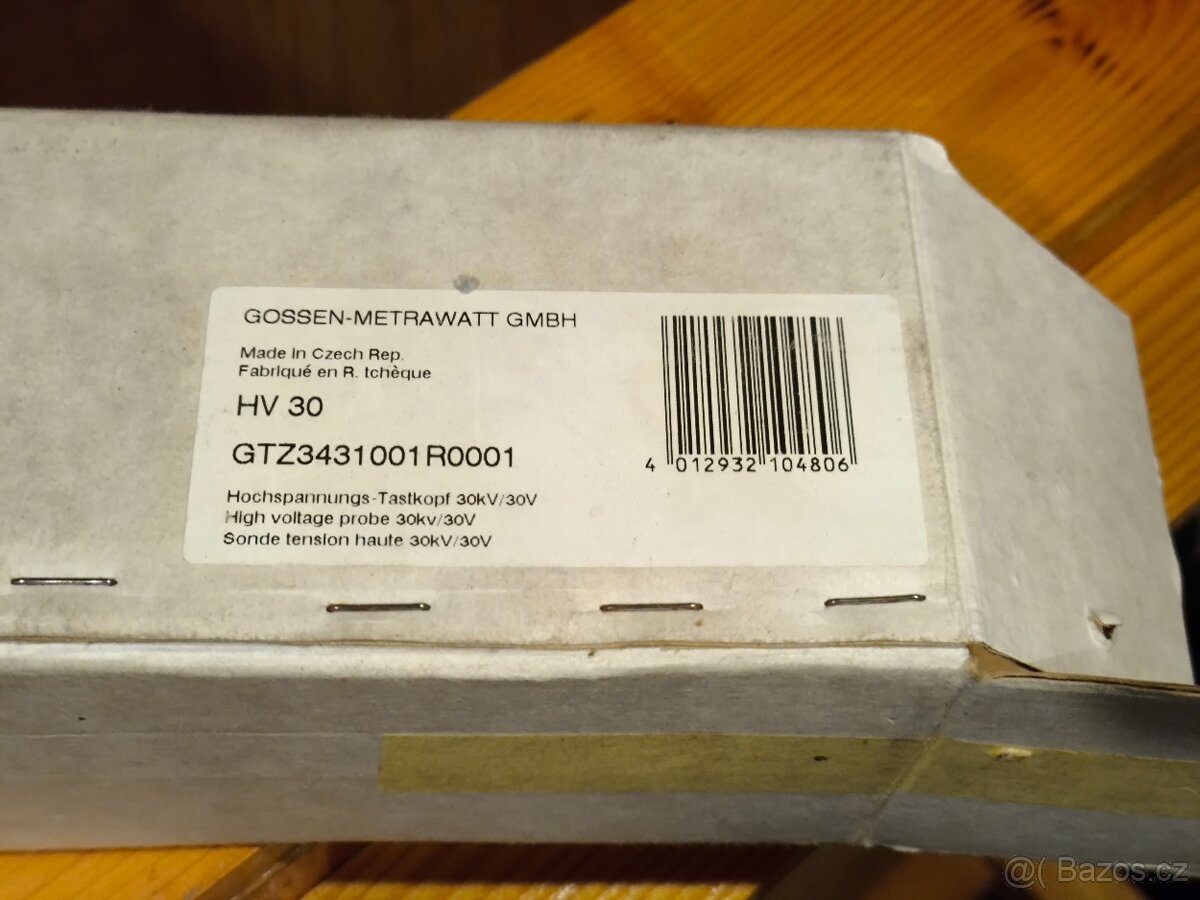 GOSSEN-METRAWATT GMBH
Made in Czech Rep.
Fabriqué en R. tchèque
HV 30
GTZ3431001R0001
Hochspannungs-Tastkopf 30kV/30V
High voltage probe 30kv/30V
Sonde tension haute 30kV/30V
4 012932 104806
@( Bazos.cz